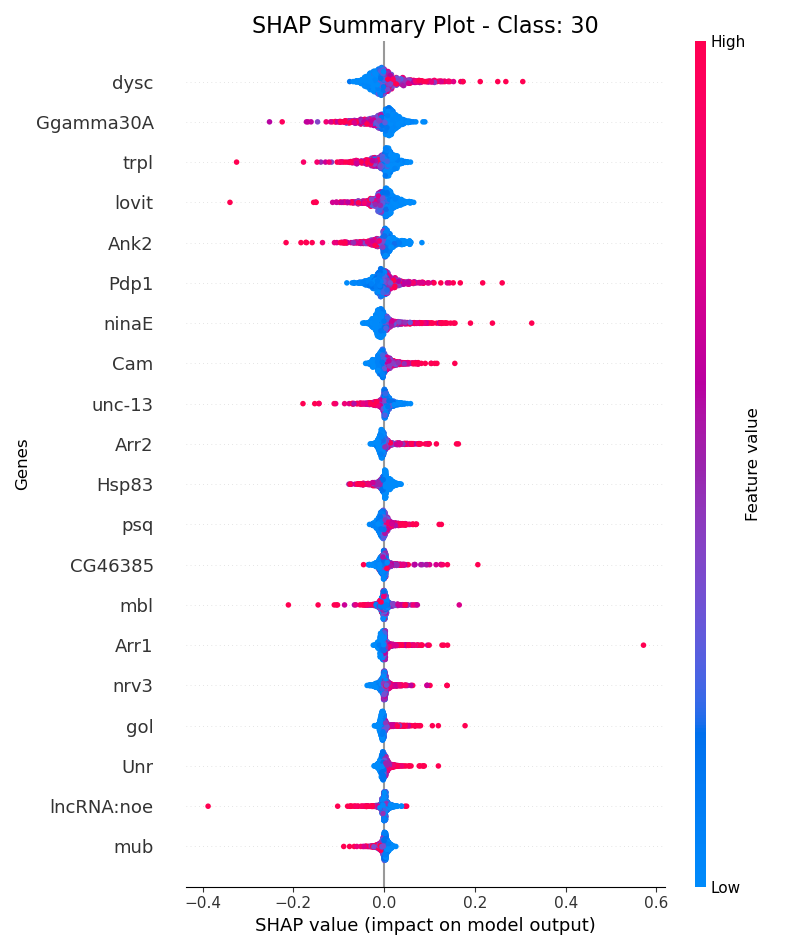 SHAP Summary Plot - Class: 30
High
dysc
Ggamma30A
trpl
lovit
Ank2
Pdp1
ninaE
Cam
unc-13
Arr2
Hsp83
psq
CG46385
mbl
Arr1
nrv3
gol
Unr
lncRNA:noe
mub
Genes
Feature value
Low
−0.4 −0.2 0.0 0.2 0.4 0.6
SHAP value (impact on model output)